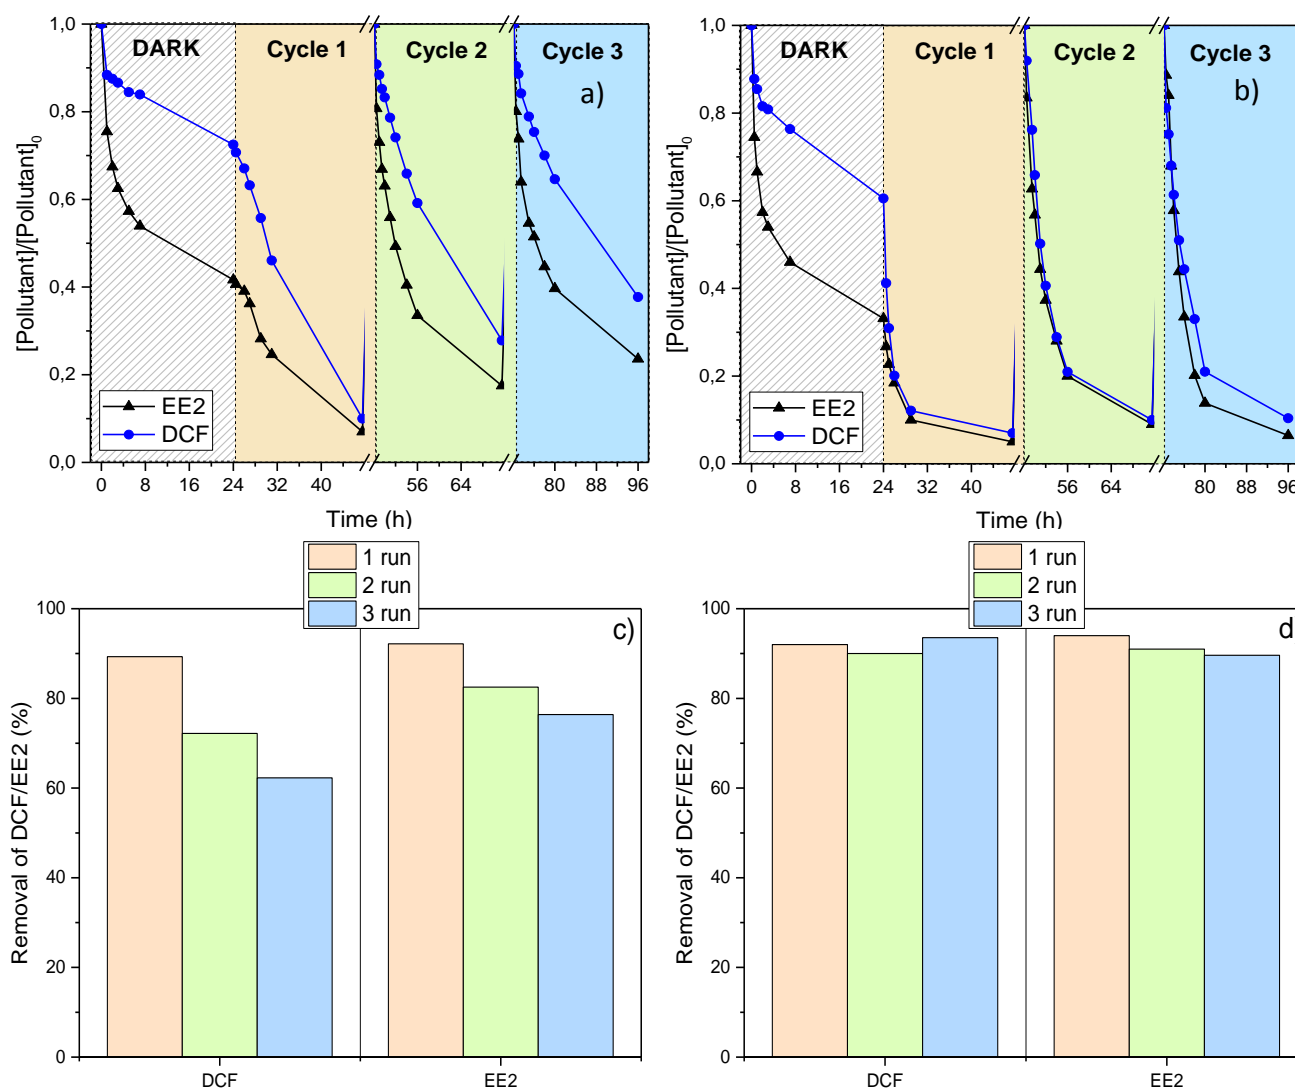 1,0
0,8
0,6
0,4
0,2
0,0
[Pollutant]/[Pollutant]0
DARK
Cycle 1
Cycle 2
Cycle 3
a)
EE2
DCF
0 8 16 24 32 40 56 64 80 88 96
Time (h)
1,0
0,8
0,6
0,4
0,2
0,0
[Pollutant]/[Pollutant]0
DARK
Cycle 1
Cycle 2
Cycle 3
b)
EE2
DCF
0 8 16 24 32 40 56 64 80 88 96
Time (h)
1 run
2 run
3 run
c)
100
80
60
40
20
0
Removal of DCF/EE2 (%)
DCF EE2
1 run
2 run
3 run
d
100
80
60
40
20
0
Removal of DCF/EE2 (%)
DCF EE2